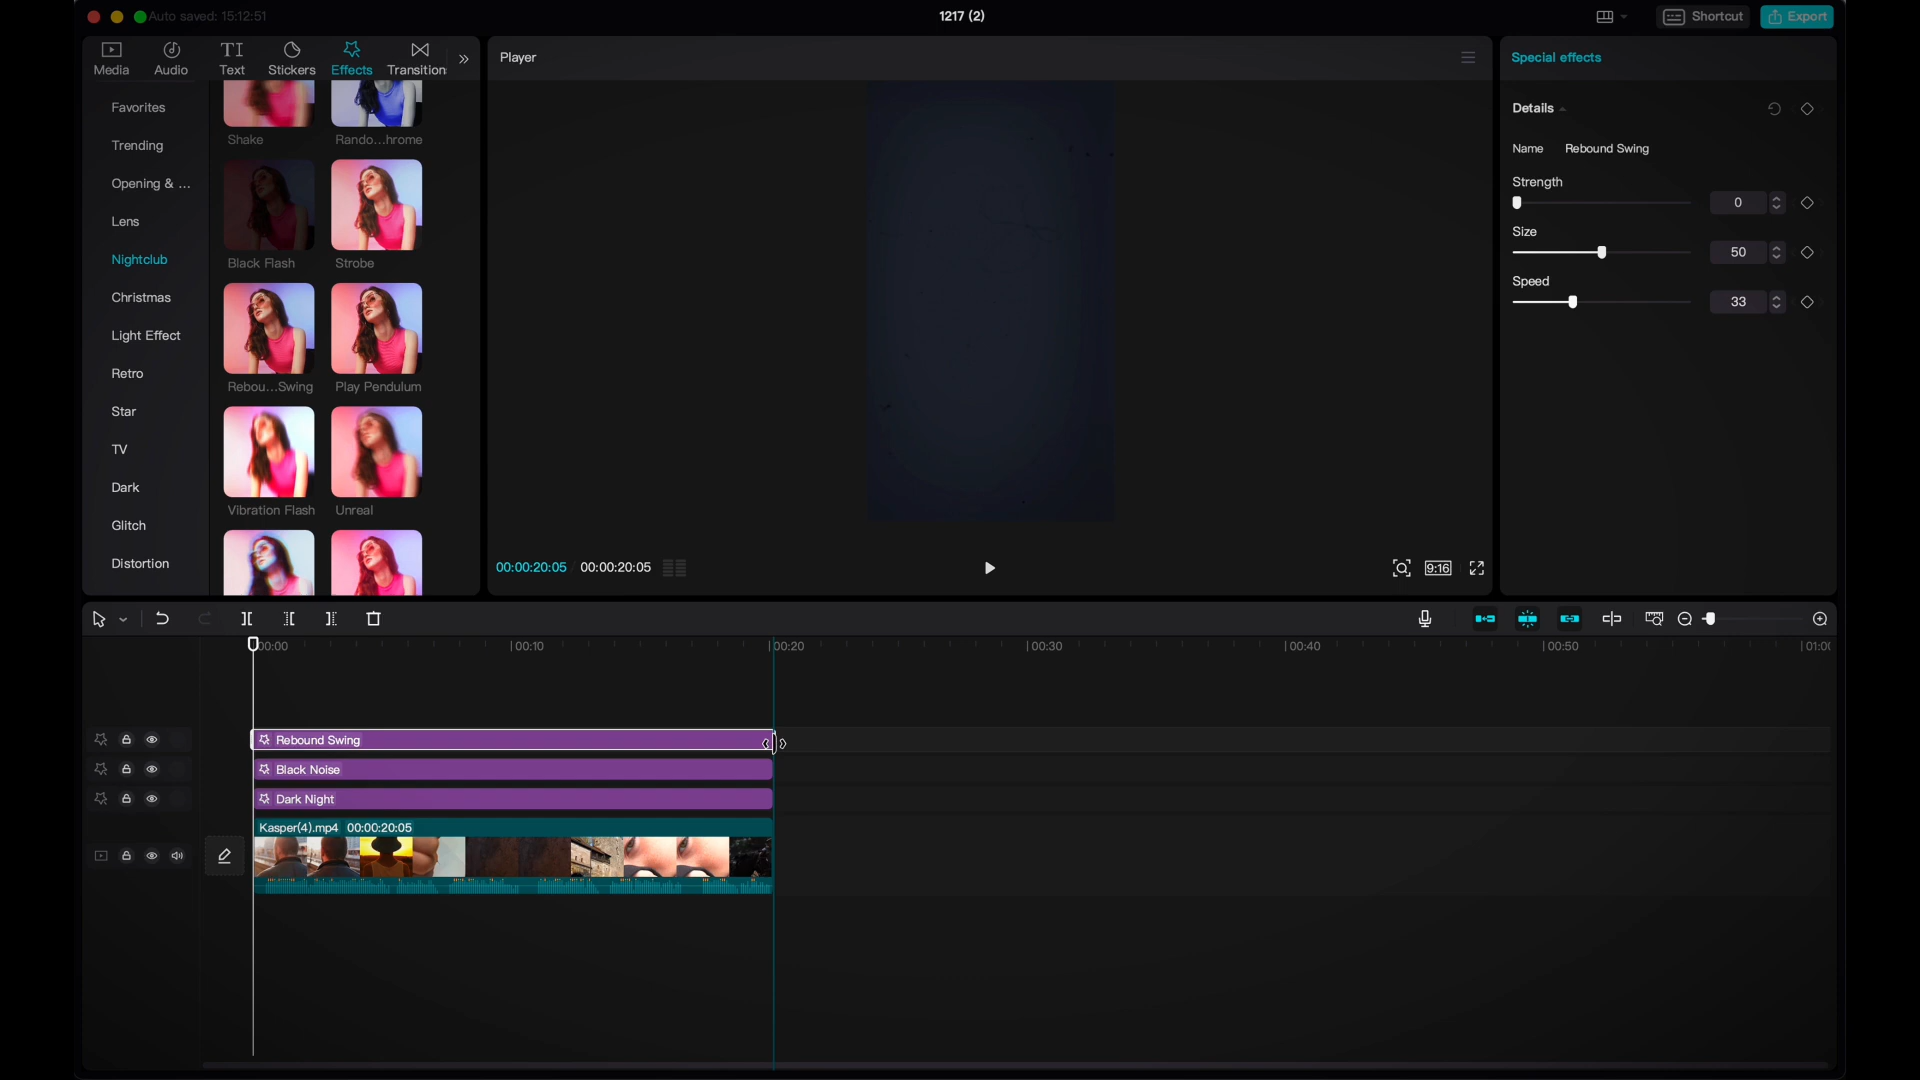 Auto saved: 15:12:51
1217 (2)
Shortcut
Export
Media
Audio
TI
Text
Stickers
Effects
Transition
Player
Special effects
Favorites
Trending
Opening & ...
Lens
Nightclub
Christmas
Light Effect
Retro
Star
TV
Dark
Glitch
Distortion
Shake
Rando...hrome
Black Flash
Strobe
Rebou...Swing
Play Pendulum
Vibration Flash
Unreal
Details
Name Rebound Swing
Strength
0
Size
50
Speed
33
00:00:20:05 00:00:20:05
9:16
00:00
00:10
00:20
00:30
00:40
00:50
Rebound Swing
Black Noise
Dark Night
Kasper(4).mp4 00:00:20:05